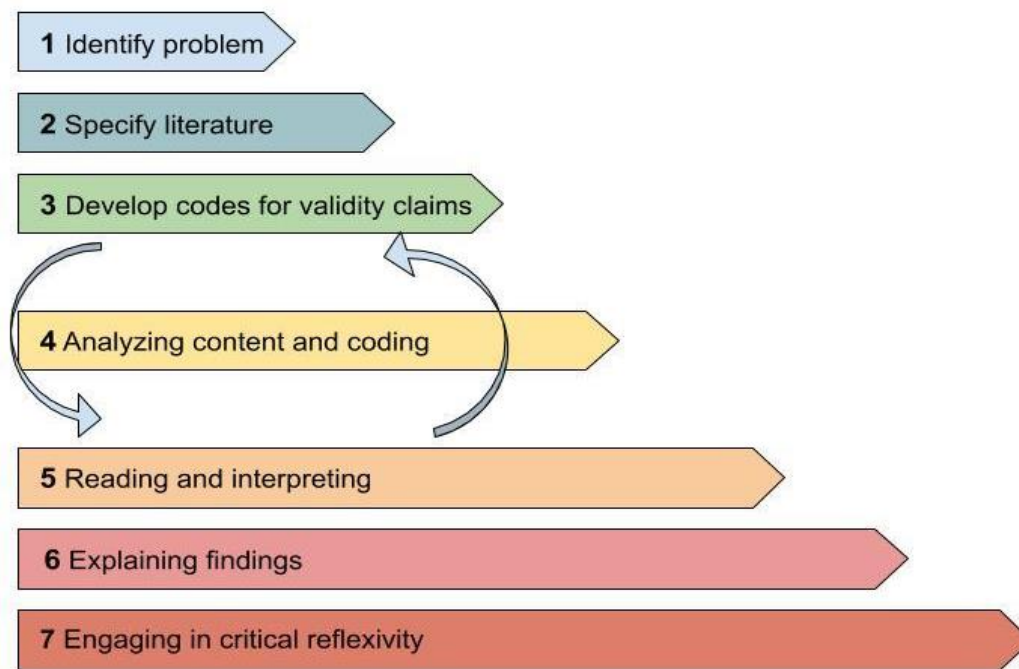 1 Identify problem
2 Specify literature
3 Develop codes for validity claims
4 Analyzing content and coding
5 Reading and interpreting
6 Explaining findings
7 Engaging in critical reflexivity